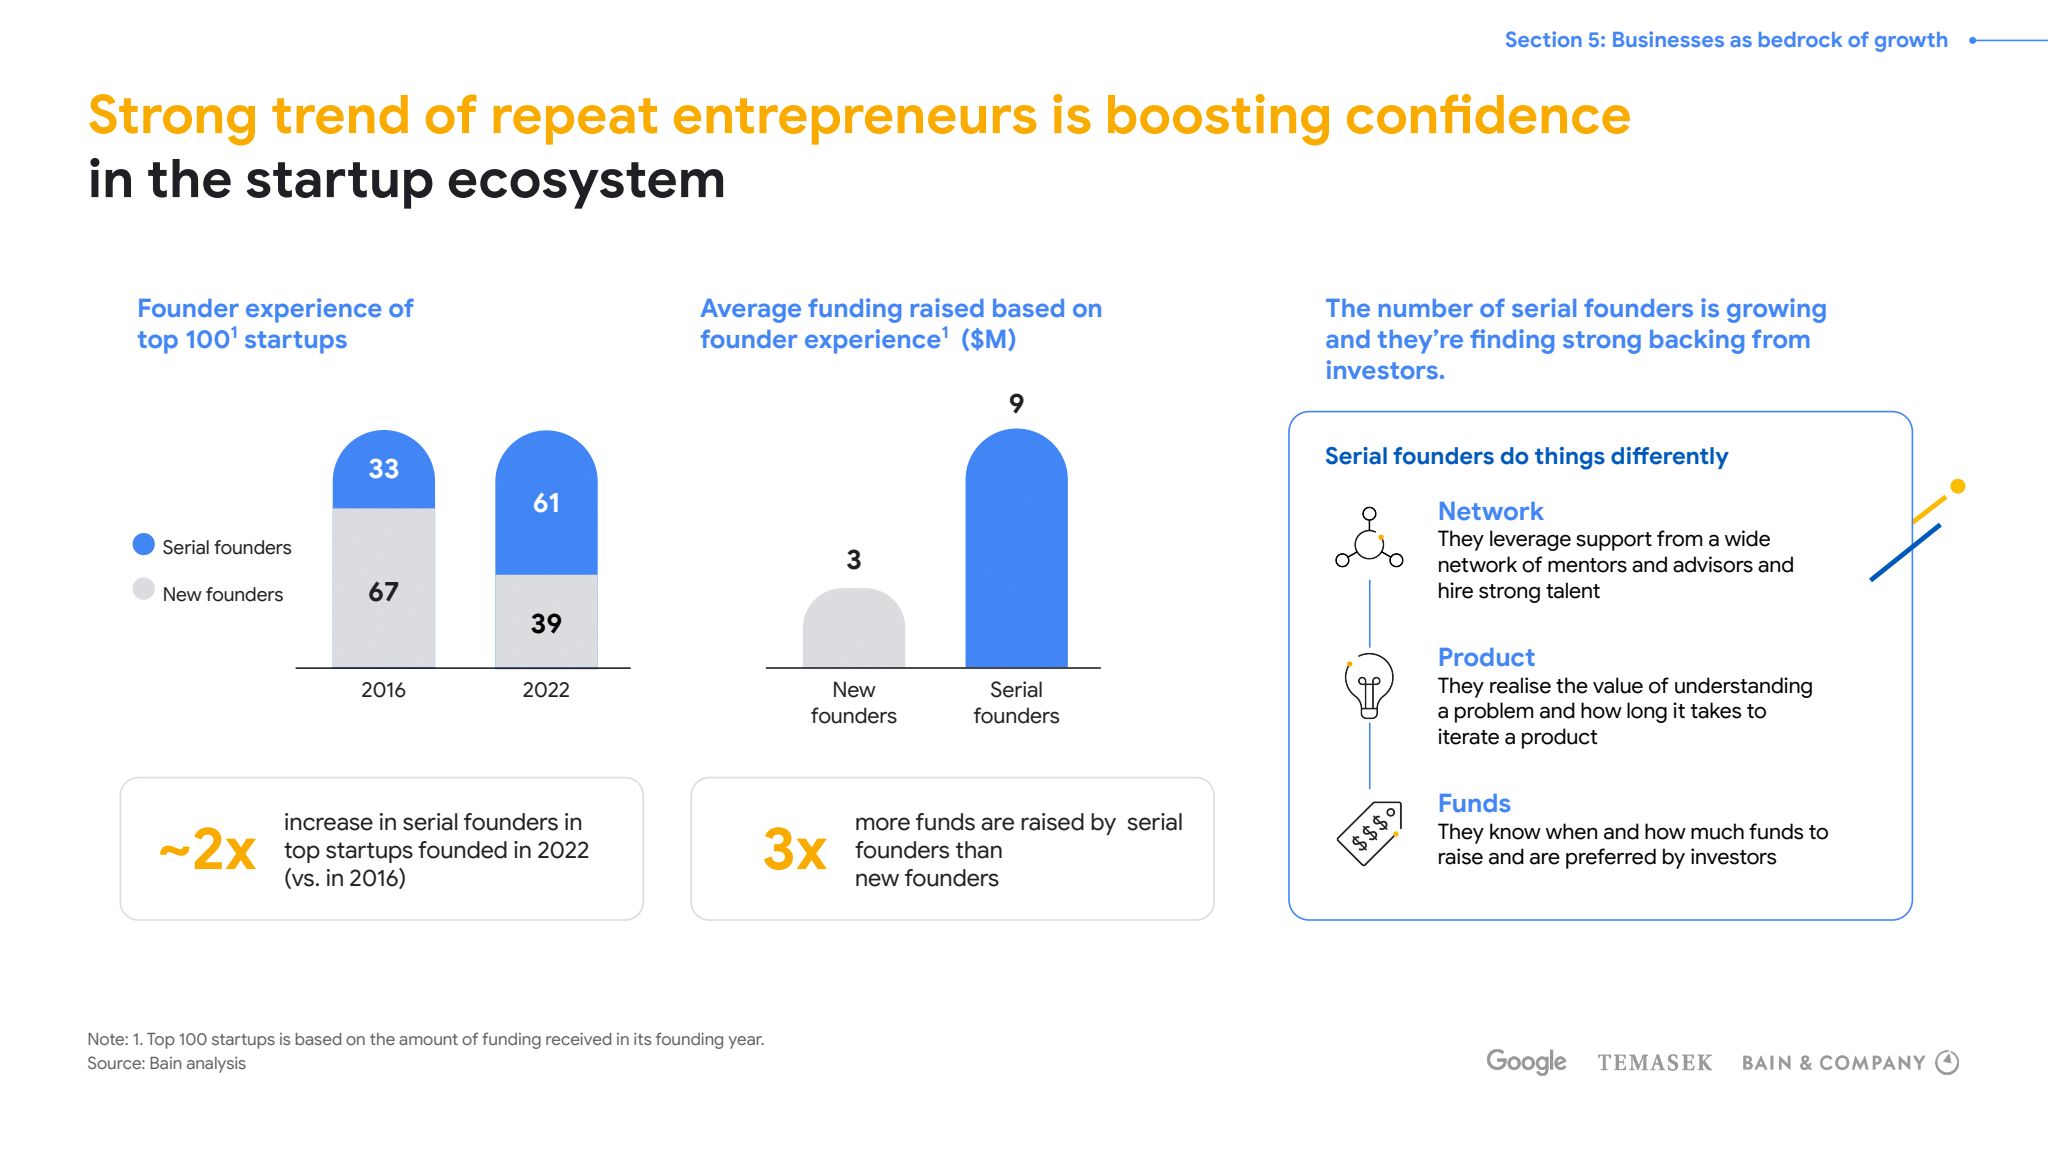 Section 5: Businesses as bedrock of growth
Strong trend of repeat entrepreneurs is boosting confidence
in the startup ecosystem
Founder experience of
top 100¹ startups
Serial founders
New founders
33
67
61
39
2016
2022
~2x
increase in serial founders in
top startups founded in 2022
(vs. in 2016)
Average funding raised based on
founder experience¹ ($M)
3
9
New
founders
Serial
founders
3x
more funds are raised by serial
founders than
new founders
The number of serial founders is growing
and they’re finding strong backing from
investors.
Serial founders do things differently
Network
They leverage support from a wide
network of mentors and advisors and
hire strong talent
Product
They realise the value of understanding
a problem and how long it takes to
iterate a product
$$$
Funds
They know when and how much funds to
raise and are preferred by investors
Note: 1. Top 100 startups is based on the amount of funding received in its founding year.
Source: Bain analysis
Google TEMASEK BAIN & COMPANY